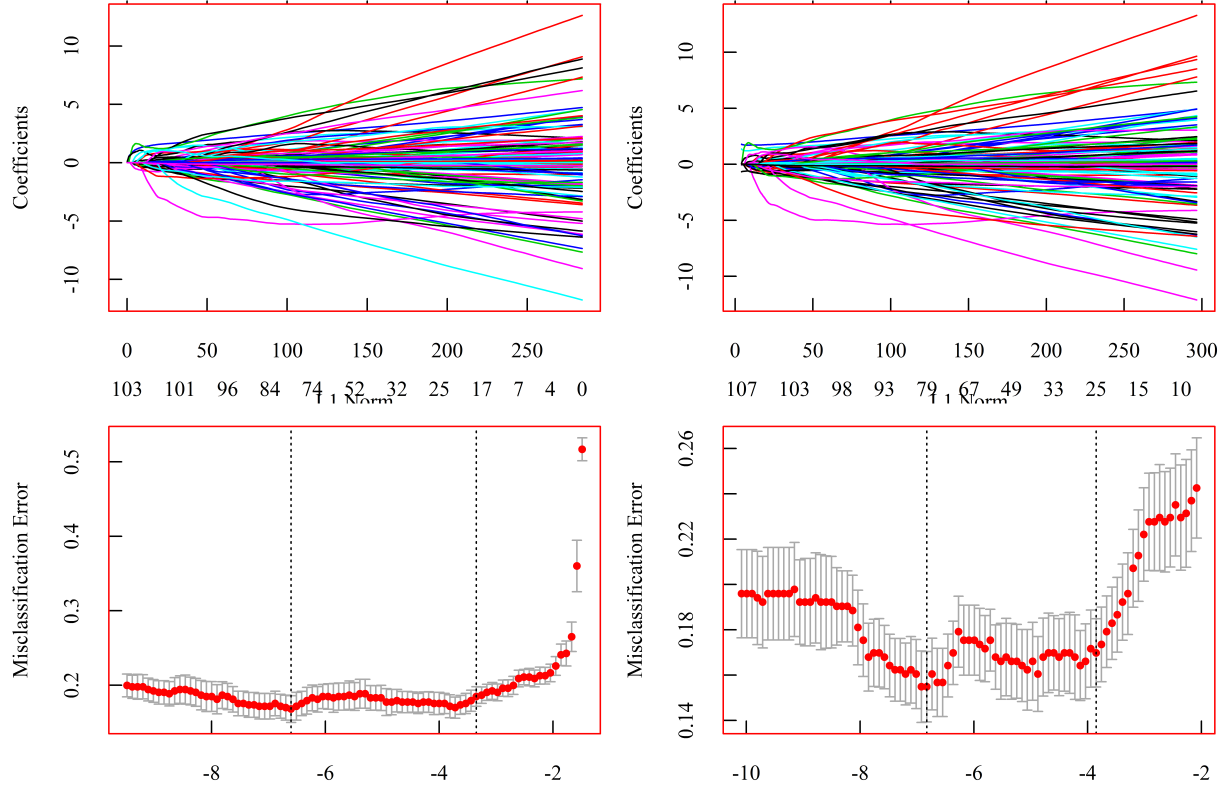 10
5
0
-5
-10
Coefficients
0 50 100 150 200 250
10
5
0
-5
-10
Coefficients
0 50 100 150 200 250 300
103 101 96 84 74 52 32 25 17 7 4 0
L1 Norm
107 103 98 93 79 67 49 33 25 15 10
L1 Norm
0.5
0.4
0.3
0.2
Misclassification Error
-8 -6 -4 -2
0.26
0.22
0.18
0.14
Misclassification Error
-10 -8 -6 -4 -2